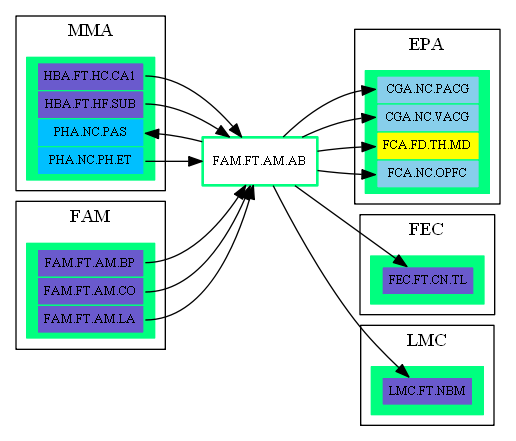 MMA
HBA.FT.HC.CA1
HBA.FT.HF.SUB
PHA.NC.PAS
PHA.NC.PH.ET
FAM
FAM.FT.AM.BP
FAM.FT.AM.CO
FAM.FT.AM.LA
FAM.FT.AM.AB
EPA
CGA.NC.PACG
CGA.NC.VACG
FCA.FD.TH.MD
FCA.NC.OPFC
FEC
FEC.FT.CN.TL
LMC
LMC.FT.NBM